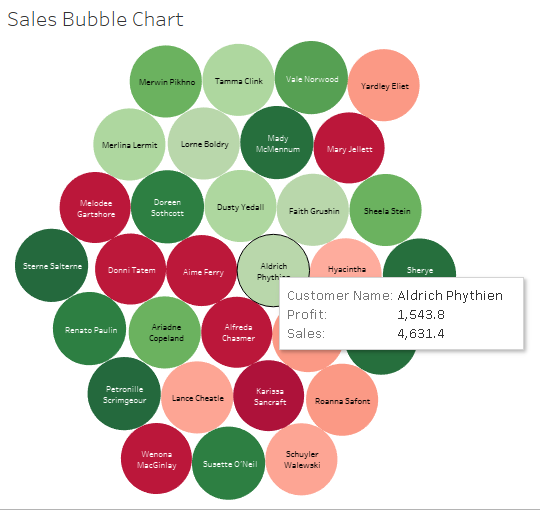 Sales Bubble Chart
Merwin Pikhno
Tamma Clink
Vale Norwood
Yardley Eliet
Merlina Lermit
Lorne Boldry
Mady
McMennum
Mary Jellett
Melodee
Gartshore
Doreen
Sothcott
Dusty Yedall
Faith Grushin
Sheela Stein
Sterne Salterne
Donni Tatem
Aime Ferry
Aldrich
Phythien
Hyacintha
Sherye
Customer Name: Aldrich Phythien
Profit: 1,543.8
Sales: 4,631.4
Renato Paulin
Ariadne
Copeland
Alfreda
Chasmer
Petronille
Scrimgeour
Lance Cheatle
Karissa
Sancraft
Roanna Safont
Wenona
MacGinlay
Susette O'Neil
Schuyler
Walewski